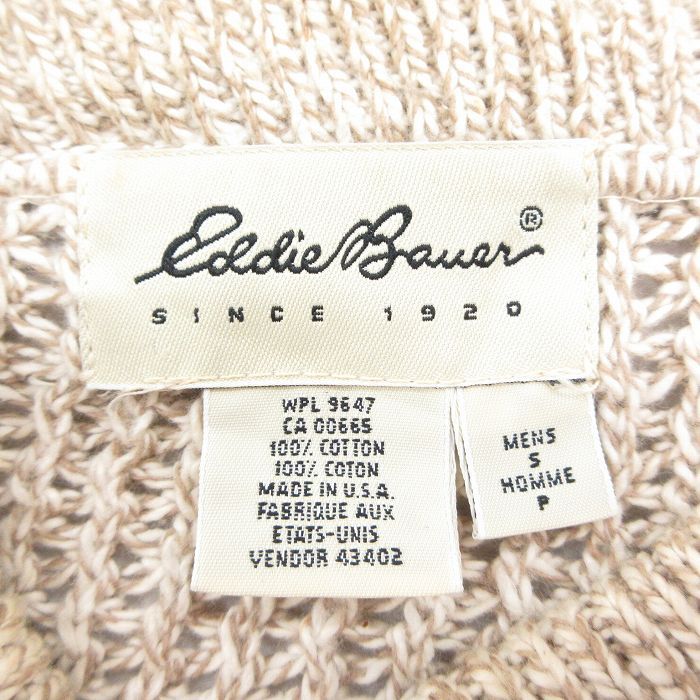 Eddie Bauer®
SINCE 1920
WPL 9647
CA 00665
100% COTTON
100% COTON
MADE IN U.S.A.
FABRIQUE AUX
ETATS-UNIS
VENDOR 43402
MENS
S
HOMME
P